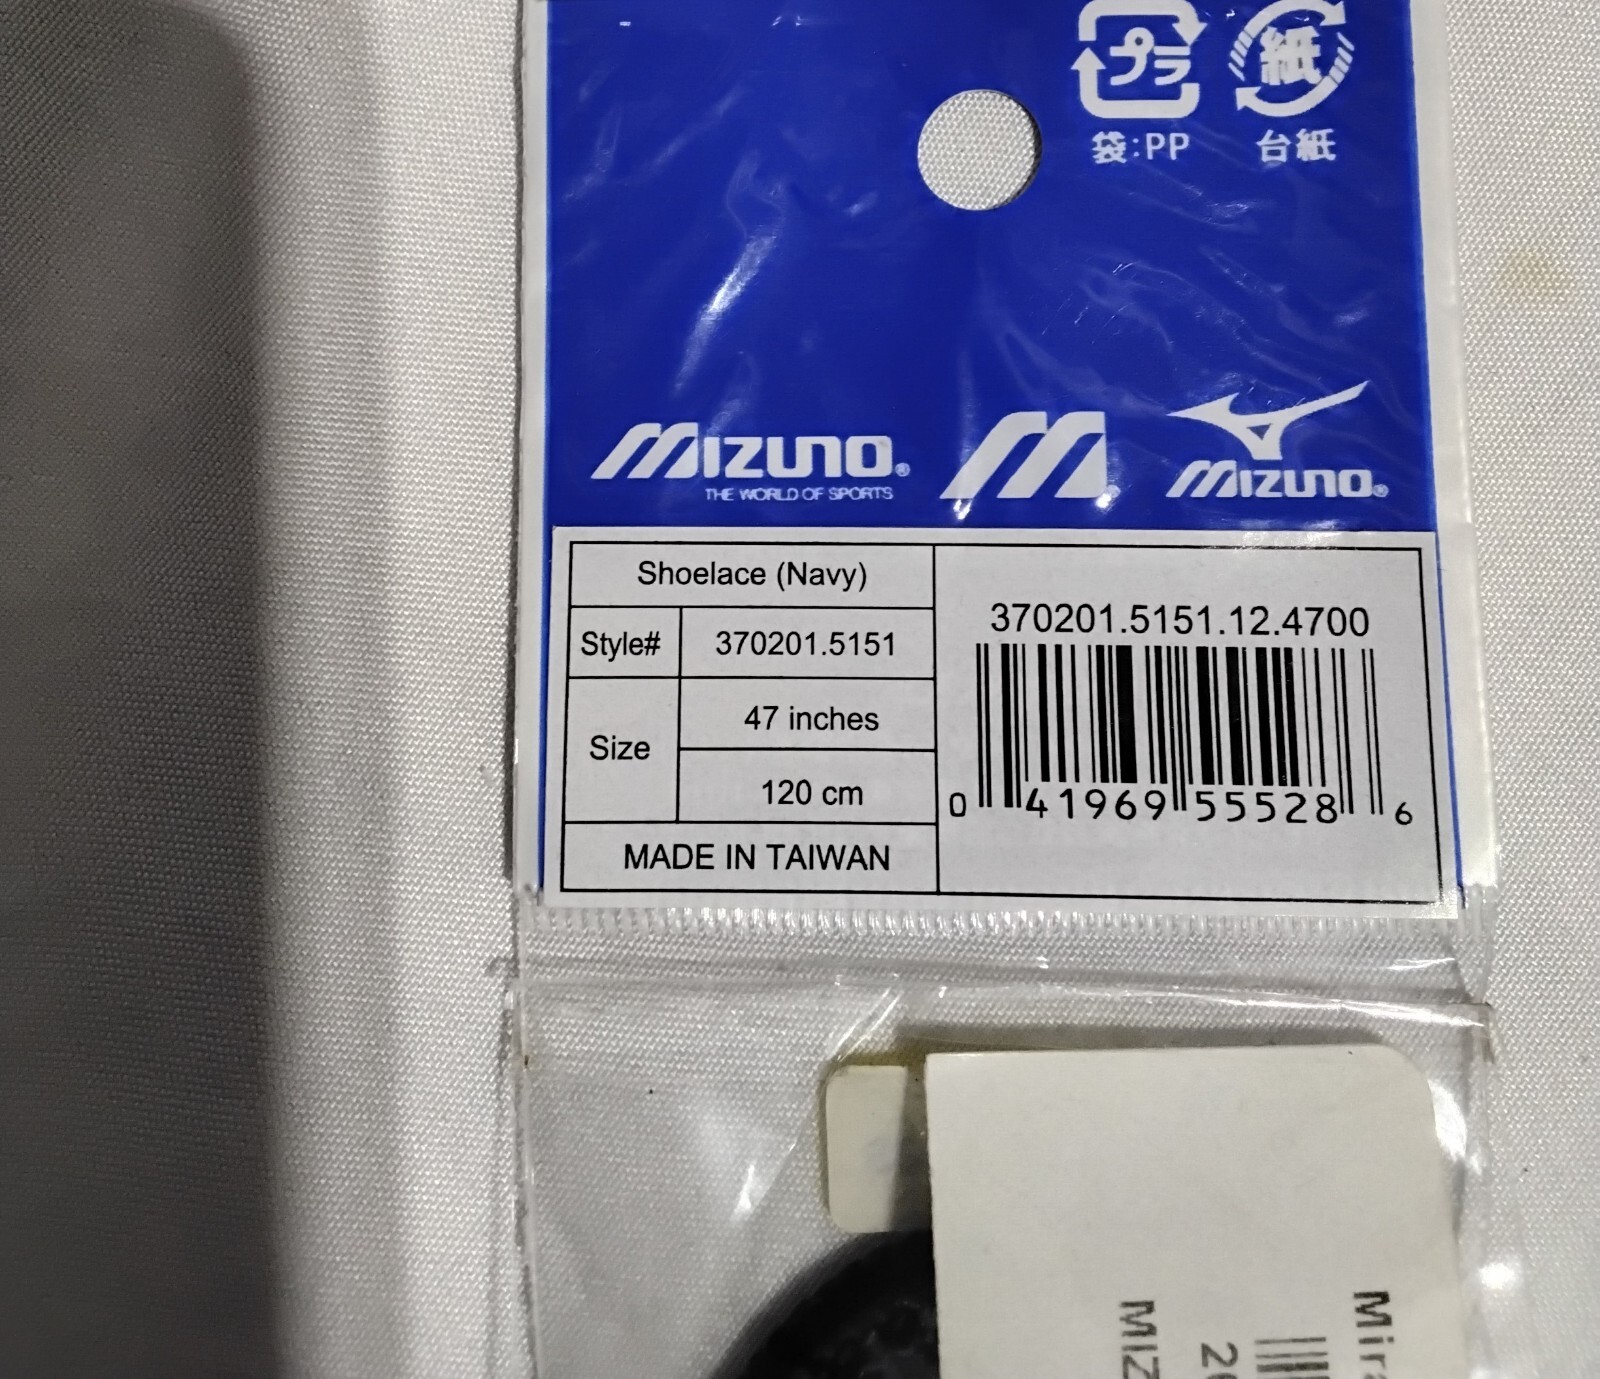 プラ
紙
袋:PP
台紙
MIZUNO®
THE WORLD OF SPORTS
M®
MIZUNO®
Shoelace (Navy)
Style# 370201.5151
Size
47 inches
120 cm
MADE IN TAIWAN
370201.5151.12.4700
0 41969 55528 6